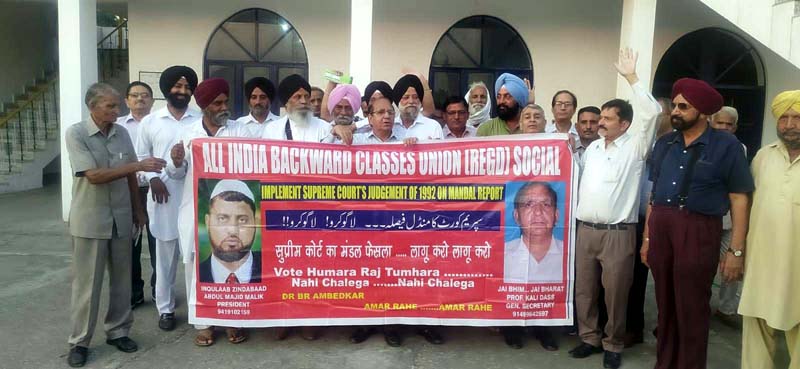 ALL INDIA BACKWARD CLASSES UNION (REGD) SOCIAL
IMPLEMENT SUPREME COURT'S JUDGEMENT OF 1992 ON MANDAL REPORT
سپریم کورٹ کا منڈل فیصلہ ۔۔۔ لاگو کرو! لاگو کرو!!
सुप्रीम कोर्ट का मंडल फेसला ..... लागू करो लागू करो
Vote Humara Raj Tumhara .............
Nahi Chalega .......Nahi Chalega
DR BR AMBEDKAR
AMAR RAHE ......AMAR RAHE
INQULAAB ZINDABAAD
ABDUL MAJID MALIK
PRESIDENT
9419102158
JAI BHIM... JAI BHARAT
PROF. KALI DASS
GEN. SECRETARY